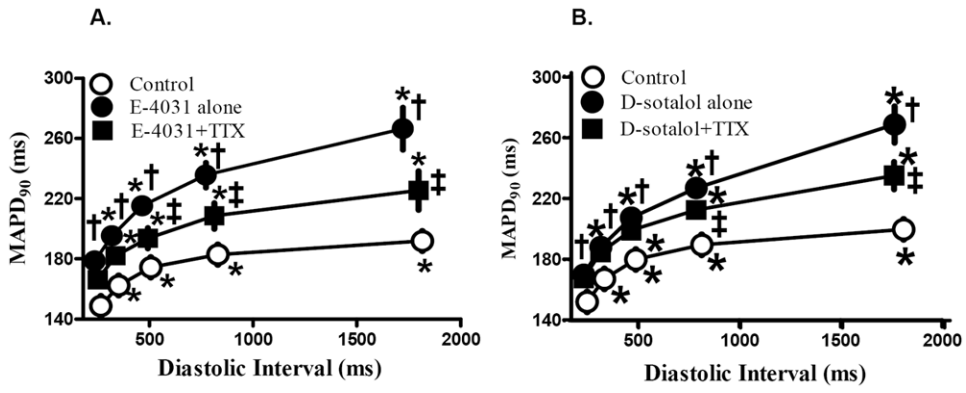 A.
300
260
220
180
140
MAPD90 (ms)
Control
E-4031 alone
E-4031+TTX
* † * † * † * † †
* ‡ * ‡ * ‡ *
* * * *
500
1000
1500
2000
Diastolic Interval (ms)
B.
300
260
220
180
140
MAPD90 (ms)
Control
D-sotalol alone
D-sotalol+TTX
* † * † * † * † †
* ‡ * ‡ *
* * * *
500
1000
1500
2000
Diastolic Interval (ms)